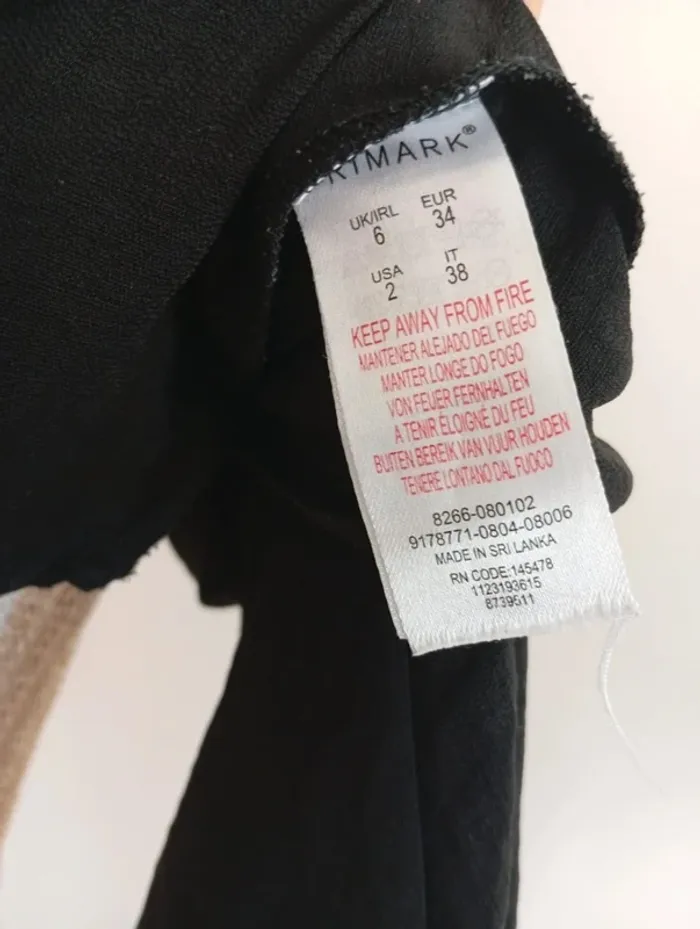 RIMARK®
UK/IRL EUR
6 34
USA IT
2 38
KEEP AWAY FROM FIRE
MANTENER ALEJADO DEL FUEGO
MANTER LONGE DO FOGO
VON FEUER FERNHALTEN
A TENIR ÉLOIGNÉ DU FEU
BUITEN BEREIK VAN VUUR HOUDEN
TENERE LONTANO DAL FUOCO
8266-080102
9178771-0804-08006
MADE IN SRI LANKA
RN CODE:145478
1123193615
8739511